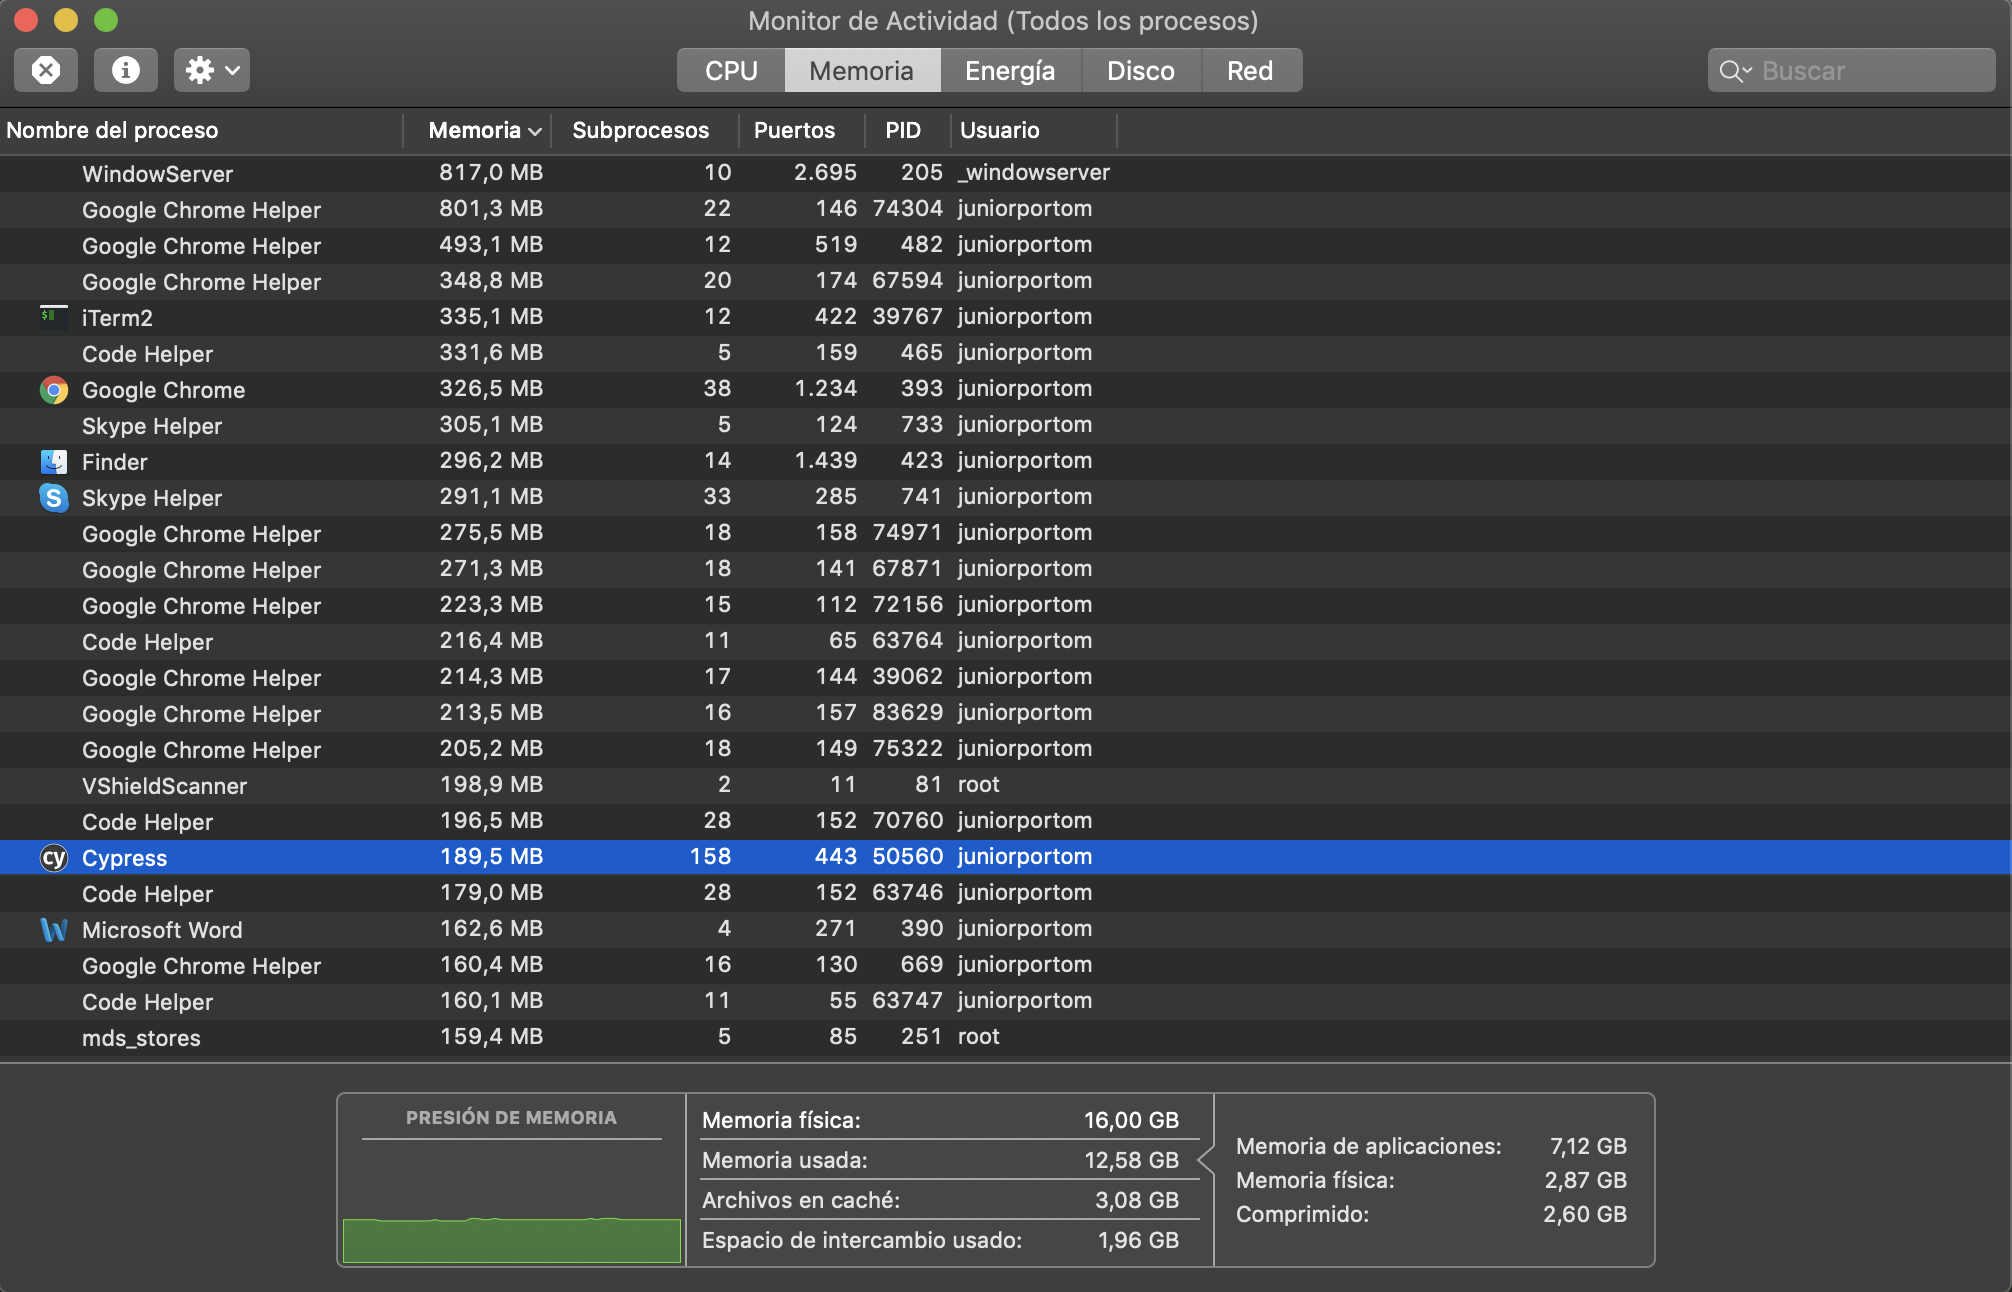 Monitor de Actividad (Todos los procesos)
CPU Memoria Energía Disco Red Buscar
Nombre del proceso Memoria Subprocesos Puertos PID Usuario
WindowServer 817,0 MB 10 2.695 205 _windowserver
Google Chrome Helper 801,3 MB 22 146 74304 juniorportom
Google Chrome Helper 493,1 MB 12 519 482 juniorportom
Google Chrome Helper 348,8 MB 20 174 67594 juniorportom
$ iTerm2 335,1 MB 12 422 39767 juniorportom
Code Helper 331,6 MB 5 159 465 juniorportom
Google Chrome 326,5 MB 38 1.234 393 juniorportom
Skype Helper 305,1 MB 5 124 733 juniorportom
Finder 296,2 MB 14 1.439 423 juniorportom
S Skype Helper 291,1 MB 33 285 741 juniorportom
Google Chrome Helper 275,5 MB 18 158 74971 juniorportom
Google Chrome Helper 271,3 MB 18 141 67871 juniorportom
Google Chrome Helper 223,3 MB 15 112 72156 juniorportom
Code Helper 216,4 MB 11 65 63764 juniorportom
Google Chrome Helper 214,3 MB 17 144 39062 juniorportom
Google Chrome Helper 213,5 MB 16 157 83629 juniorportom
Google Chrome Helper 205,2 MB 18 149 75322 juniorportom
VShieldScanner 198,9 MB 2 11 81 root
Code Helper 196,5 MB 28 152 70760 juniorportom
cy Cypress 189,5 MB 158 443 50560 juniorportom
Code Helper 179,0 MB 28 152 63746 juniorportom
W Microsoft Word 162,6 MB 4 271 390 juniorportom
Google Chrome Helper 160,4 MB 16 130 669 juniorportom
Code Helper 160,1 MB 11 55 63747 juniorportom
mds_stores 159,4 MB 5 85 251 root
PRESIÓN DE MEMORIA
Memoria física: 16,00 GB
Memoria usada: 12,58 GB
Archivos en caché: 3,08 GB
Espacio de intercambio usado: 1,96 GB
Memoria de aplicaciones: 7,12 GB
Memoria física: 2,87 GB
Comprimido: 2,60 GB